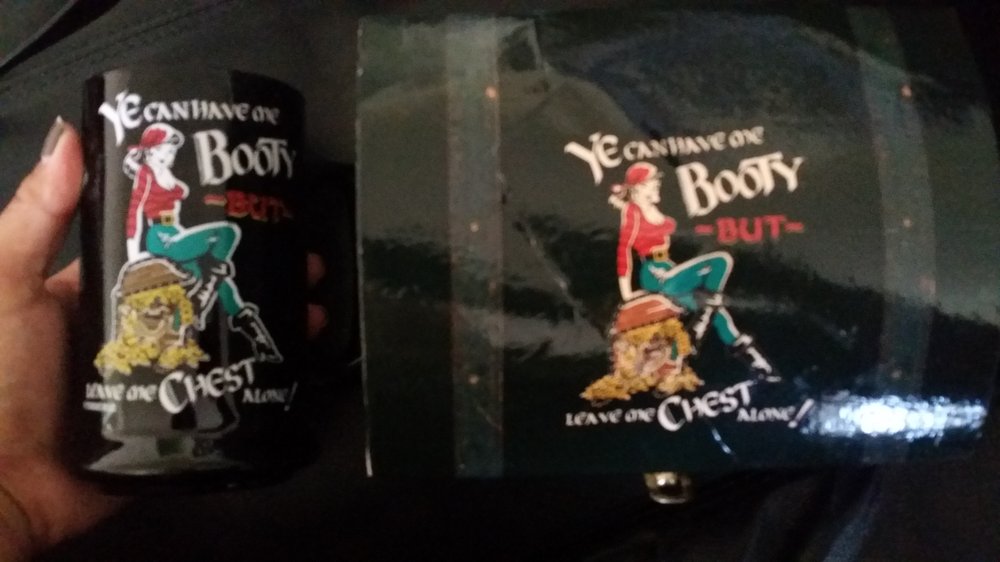 YE CAN HAVE ME
BOOTY
~BUT~
LEAVE ME CHEST ALONE!
YE CAN HAVE ME
BOOTY
~BUT~
LEAVE ME CHEST ALONE!